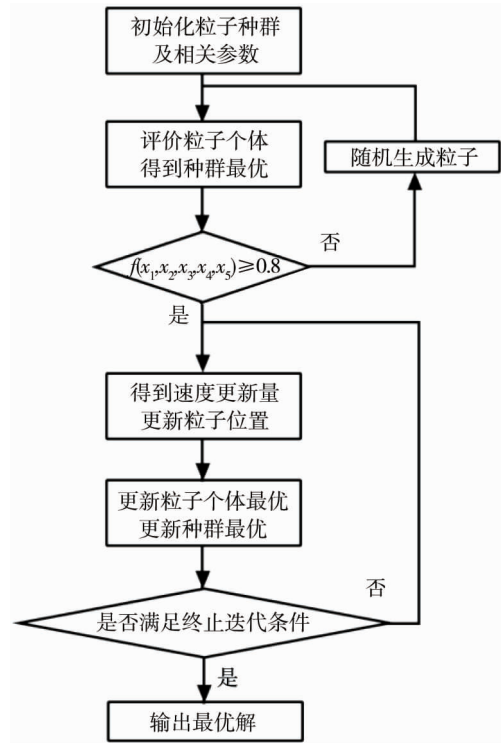 初始化粒子种群
及相关参数
评价粒子个体
得到种群最优
随机生成粒子
否
f(x₁,x₂,x₃,x₄,x₅)≥0.8
是
得到速度更新量
更新粒子位置
更新粒子个体最优
更新种群最优
否
是否满足终止迭代条件
是
输出最优解